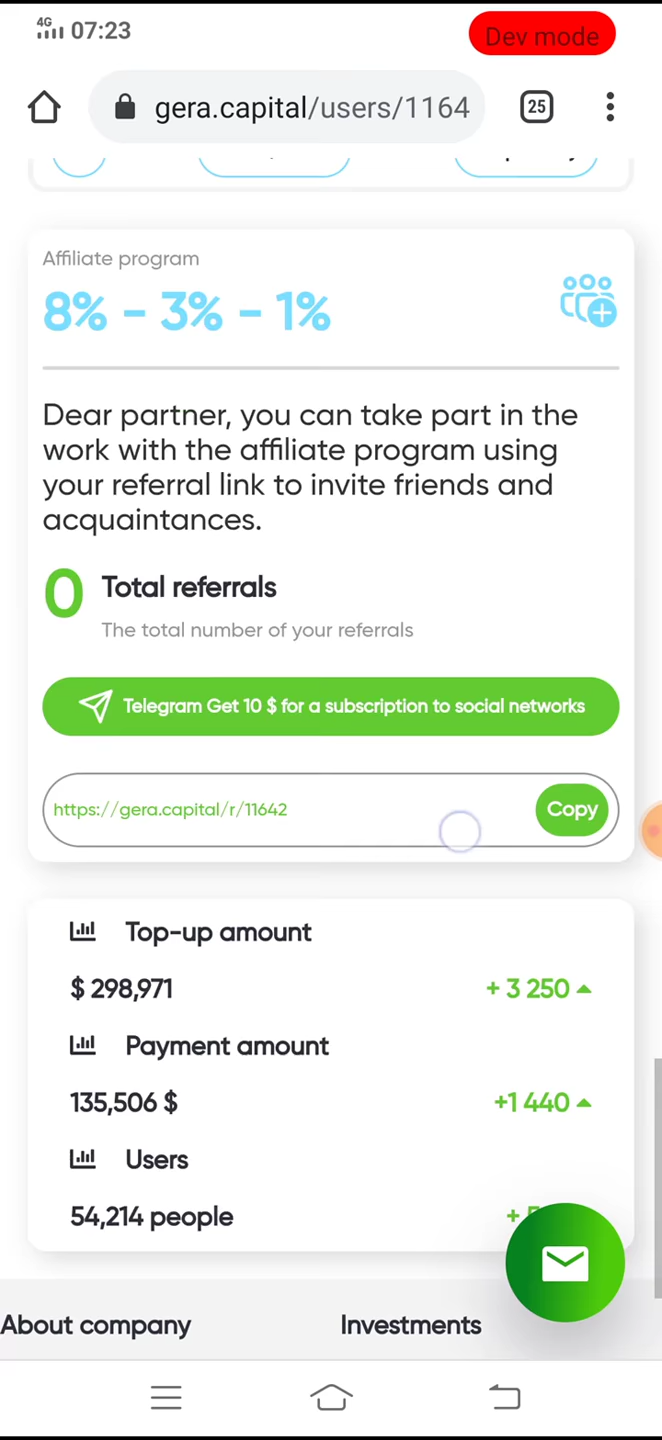 4G 07:23
Dev mode
gera.capital/users/1164
25
Affiliate program
8% - 3% - 1%
Dear partner, you can take part in the
work with the affiliate program using
your referral link to invite friends and
acquaintances.
0 Total referrals
The total number of your referrals
Telegram Get 10 $ for a subscription to social networks
https://gera.capital/r/11642
Copy
Top-up amount
$ 298,971 + 3 250
Payment amount
135,506 $ +1 440
Users
54,214 people +
About company Investments